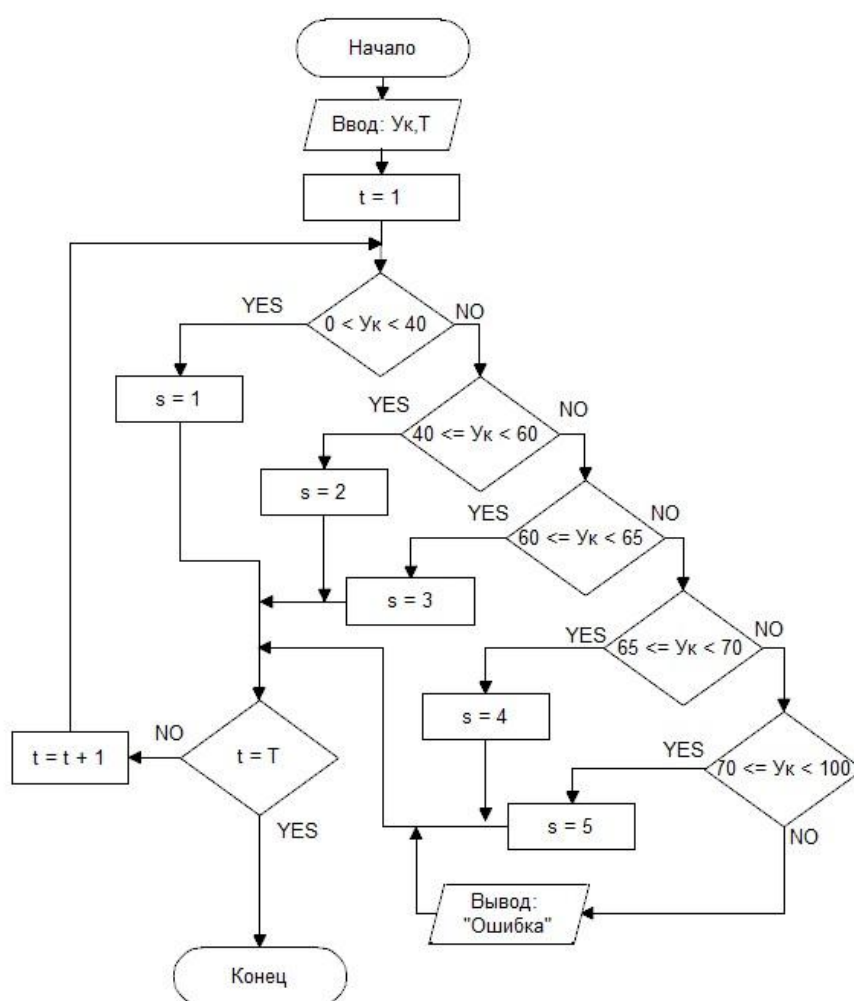 Начало
Ввод: Ук,Т
t = 1
YES
NO
0 < Ук < 40
s = 1
YES
NO
40 <= Ук < 60
s = 2
YES
NO
60 <= Ук < 65
s = 3
YES
NO
65 <= Ук < 70
s = 4
NO
t = t + 1
t = T
YES
YES
70 <= Ук < 100
NO
s = 5
Вывод:
"Ошибка"
Конец